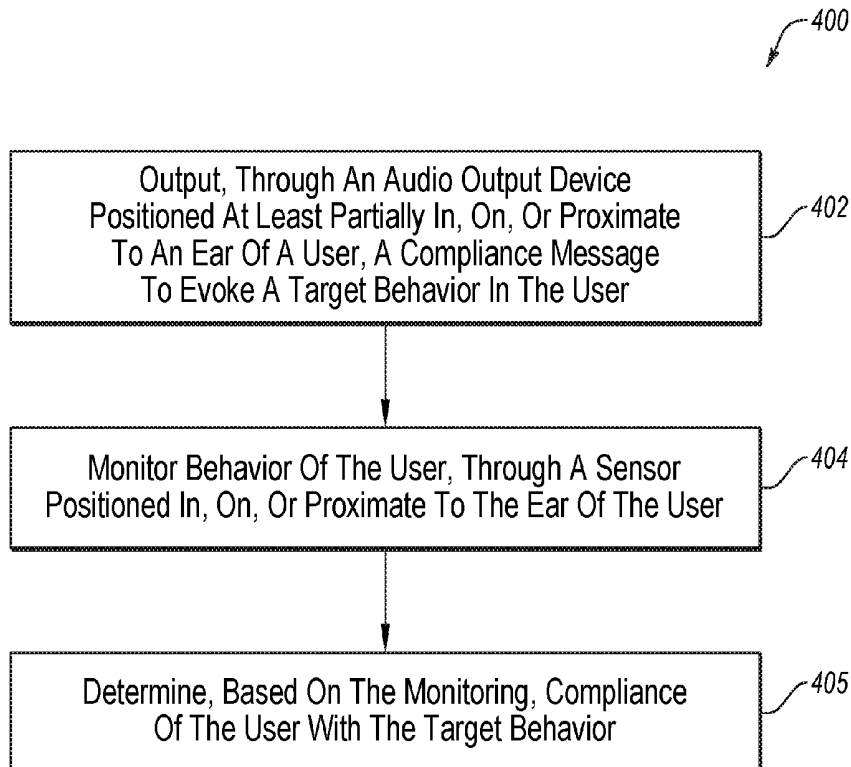 400
Output, Through An Audio Output Device
Positioned At Least Partially In, On, Or Proximate
To An Ear Of A User, A Compliance Message
To Evoke A Target Behavior In The User
402
Monitor Behavior Of The User, Through A Sensor
Positioned In, On, Or Proximate To The Ear Of The User
404
Determine, Based On The Monitoring, Compliance
Of The User With The Target Behavior
405